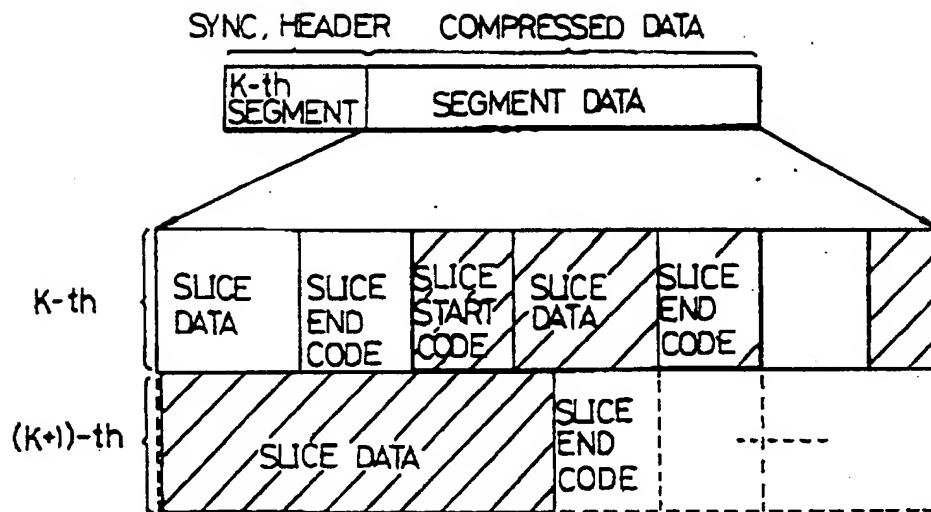 SYNC, HEADER COMPRESSED DATA
K-th
SEGMENT
SEGMENT DATA
K-th
SLICE
DATA
SLICE
END
CODE
SLICE
START
CODE
SLICE
DATA
SLICE
END
CODE
(K+1)-th
SLICE DATA
SLICE
END
CODE